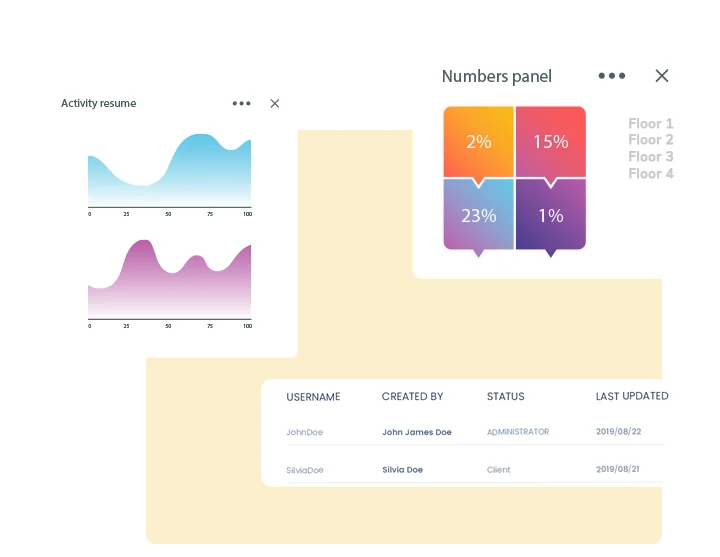 Numbers panel
Activity resume
2% 15%
23% 1%
Floor 1
Floor 2
Floor 3
Floor 4
0 25 50 75 100
0 25 50 75 100
USERNAME CREATED BY STATUS LAST UPDATED
JohnDoe John James Doe ADMINISTRATOR 2019/08/22
SilviaDoe Silvia Doe Client 2019/08/21